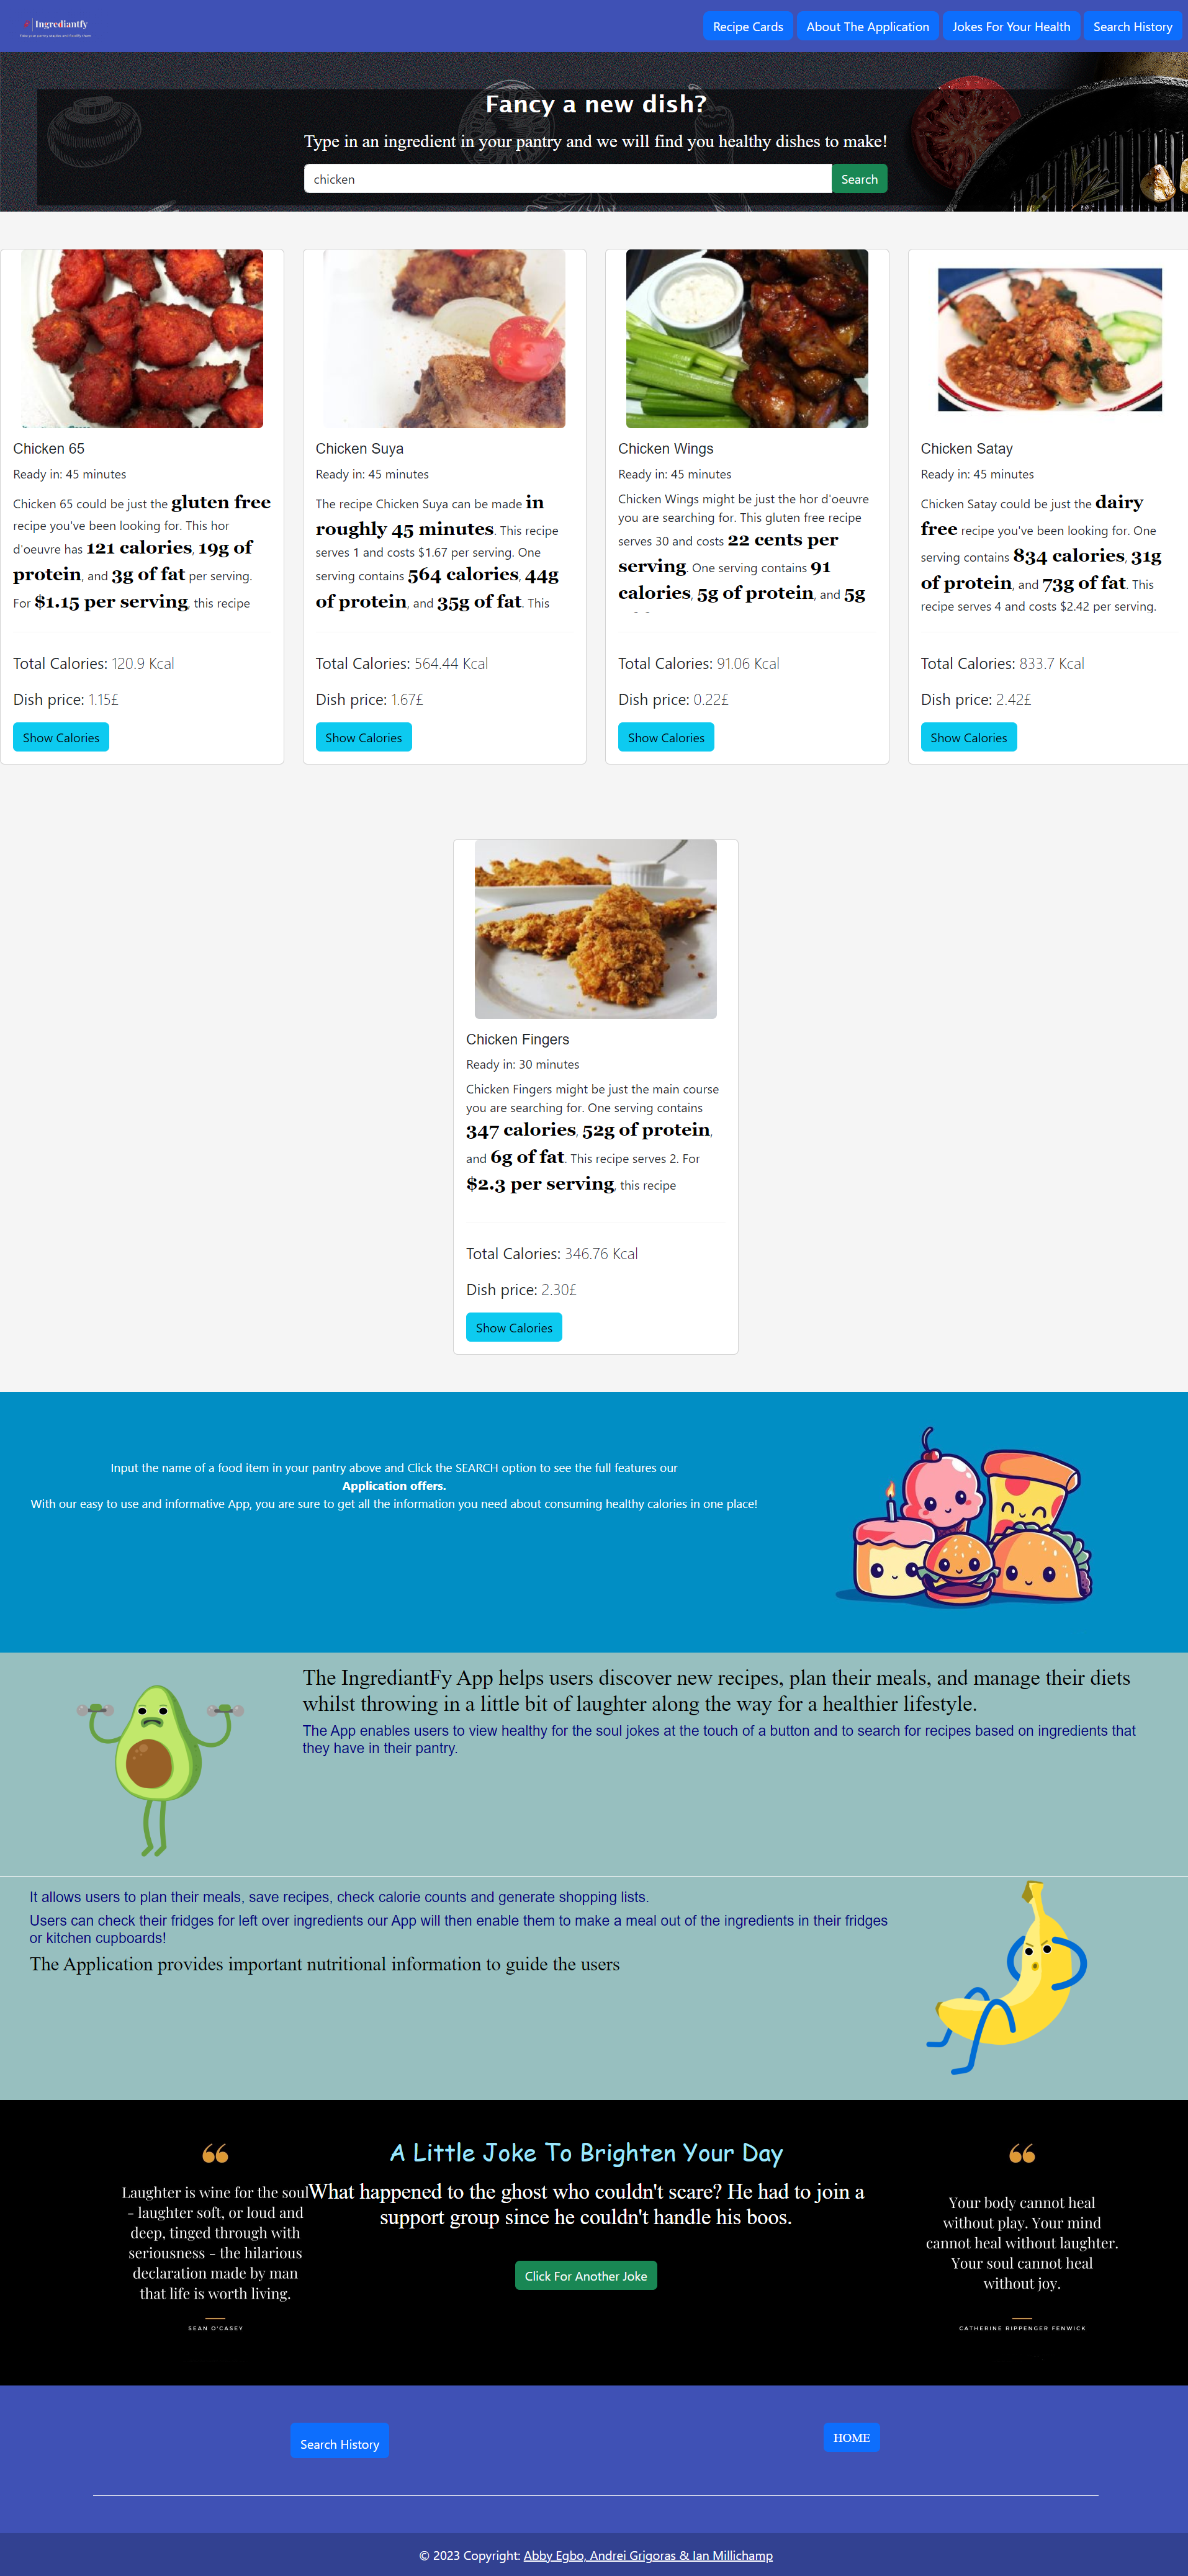 Ingrediantfy
Recipe Cards
About The Application
Jokes For Your Health
Search History
Fancy a new dish?
Type in an ingredient in your pantry and we will find you healthy dishes to make!
chicken
Search
Chicken 65
Ready in: 45 minutes
Chicken 65 could be just the gluten free
recipe you've been looking for. This hor
d'oeuvre has 121 calories, 19g of
protein, and 3g of fat per serving.
For $1.15 per serving, this recipe
Total Calories: 120.9 Kcal
Dish price: 1.15£
Show Calories
Chicken Suya
Ready in: 45 minutes
The recipe Chicken Suya can be made in
roughly 45 minutes. This recipe
serves 1 and costs $1.67 per serving. One
serving contains 564 calories, 44g
of protein, and 35g of fat. This
Total Calories: 564.44 Kcal
Dish price: 1.67£
Show Calories
Chicken Wings
Ready in: 45 minutes
Chicken Wings might be just the hor d'oeuvre
you are searching for. This gluten free recipe
serves 30 and costs 22 cents per
serving. One serving contains 91
calories, 5g of protein, and 5g
Total Calories: 91.06 Kcal
Dish price: 0.22£
Show Calories
Chicken Satay
Ready in: 45 minutes
Chicken Satay could be just the dairy
free recipe you've been looking for. One
serving contains 834 calories, 31g
of protein, and 73g of fat. This
recipe serves 4 and costs $2.42 per serving.
Total Calories: 833.7 Kcal
Dish price: 2.42£
Show Calories
Chicken Fingers
Ready in: 30 minutes
Chicken Fingers might be just the main course
you are searching for. One serving contains
347 calories, 52g of protein,
and 6g of fat. This recipe serves 2. For
$2.3 per serving, this recipe
Total Calories: 346.76 Kcal
Dish price: 2.30£
Show Calories
Input the name of a food item in your pantry above and Click the SEARCH option to see the full features our
Application offers.
With our easy to use and informative App, you are sure to get all the information you need about consuming healthy calories in one place!
The IngrediantFy App helps users discover new recipes, plan their meals, and manage their diets
whilst throwing in a little bit of laughter along the way for a healthier lifestyle.
The App enables users to view healthy for the soul jokes at the touch of a button and to search for recipes based on ingredients that
they have in their pantry.
It allows users to plan their meals, save recipes, check calorie counts and generate shopping lists.
Users can check their fridges for left over ingredients our App will then enable them to make a meal out of the ingredients in their fridges
or kitchen cupboards!
The Application provides important nutritional information to guide the users
Laughter is wine for the soul
- laughter soft, or loud and
deep, tinged through with
seriousness - the hilarious
declaration made by man
that life is worth living.
SEAN O'CASEY
A Little Joke To Brighten Your Day
What happened to the ghost who couldn't scare? He had to join a
support group since he couldn't handle his boos.
Click For Another Joke
Your body cannot heal
without play. Your mind
cannot heal without laughter.
Your soul cannot heal
without joy.
CATHERINE RIPPENGER FENWICK
Search History
HOME
© 2023 Copyright: Abby Egbo, Andrei Grigoras & Ian Millichamp